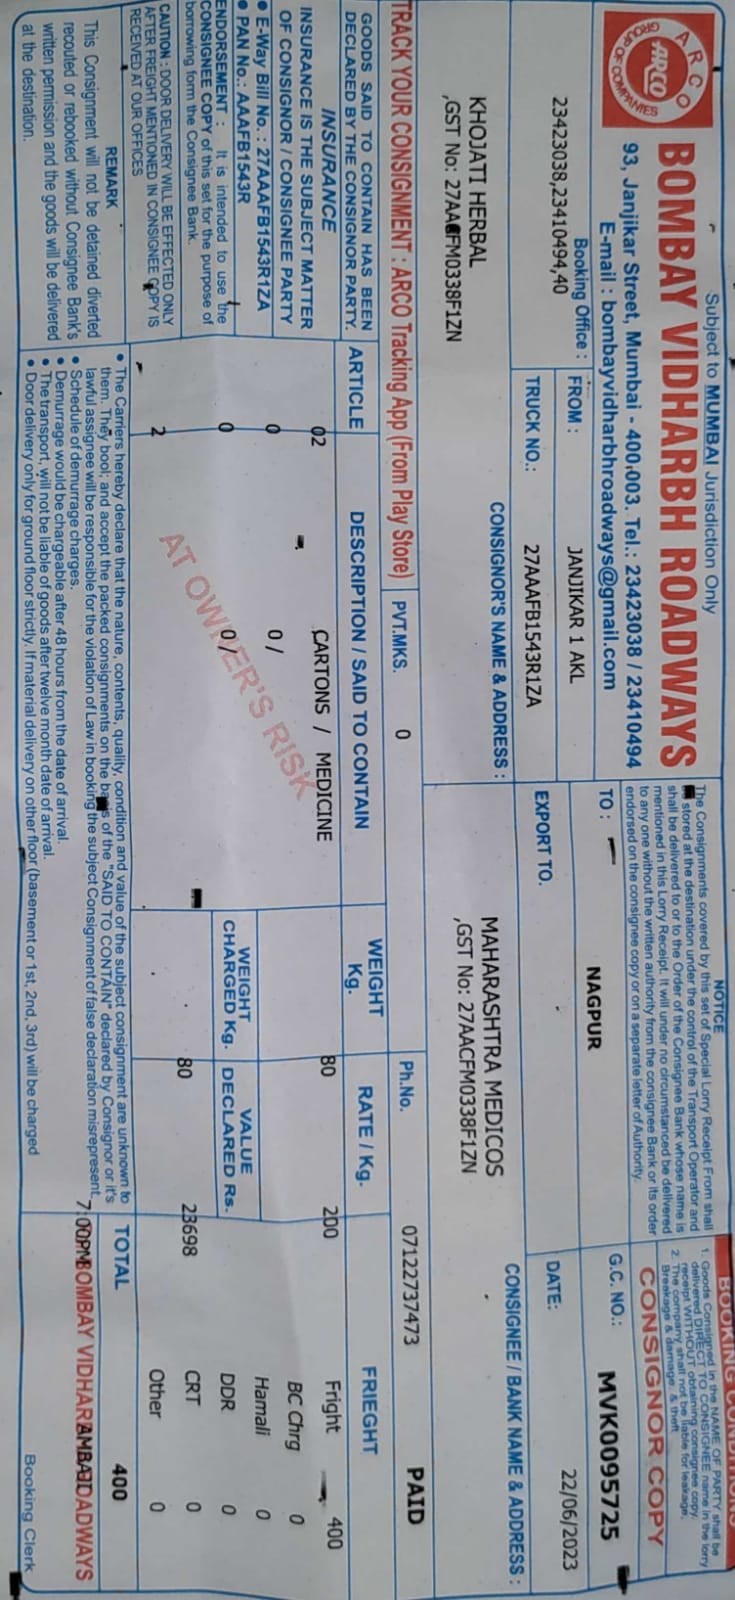 Subject to MUMBAI Jurisdiction Only
ARCO
ARCO
GROUP OF COMPANIES
BOMBAY VIDHARBH ROADWAYS
93, Janjikar Street, Mumbai - 400.003. Tel.: 23423038 / 23410494
E-mail : bombayvidharbhroadways@gmail.com
NOTICE
The Consignments covered by this set of Special Lorry Receipt From shall
be stored at the destination under the control of the Transport Operator and
shall be delivered to or to the Order of the Consignee Bank whose name is
mentioned in this Lorry Receipt. It will under no circumstanced be delivered
to any one without the written authority from the consignee Bank or its order
endorsed on the consignee copy or on a separate letter of Authority.
BOOKING CONDITIONS
1. Goods Consigned in the NAME OF PARTY shall be
delivered DIRECT TO CONSIGNEE name in the lorry
receipt WITHOUT obtaining consignee copy.
2. The company shall not be liable for leakage,
Breakage & damage. & theft
CONSIGNOR COPY
Booking Office :
23423038,23410494,40
FROM : JANJIKAR 1 AKL
TO : NAGPUR
G.C. NO.: MVK0095725
TRUCK NO.: 27AAAFB1543R1ZA
EXPORT TO.
DATE: 22/06/2023
CONSIGNOR'S NAME & ADDRESS :
KHOJATI HERBAL
,GST No: 27AACFM0338F1ZN
CONSIGNEE / BANK NAME & ADDRESS :
MAHARASHTRA MEDICOS
,GST No: 27AACFM0338F1ZN
TRACK YOUR CONSIGNMENT : ARCO Tracking App (From Play Store)
PVT.MKS. 0
Ph.No. 07122737473
PAID
GOODS SAID TO CONTAIN HAS BEEN
DECLARED BY THE CONSIGNOR PARTY.
INSURANCE
INSURANCE IS THE SUBJECT MATTER
OF CONSIGNOR / CONSIGNEE PARTY
• E-Way Bill No. : 27AAAFB1543R1ZA
• PAN No.: AAAFB1543R
ENDORSEMENT : It is intended to use the
CONSIGNEE COPY of this set for the purpose of
borrowing form the Consignee Bank.
CAUTION : DOOR DELIVERY WILL BE EFFECTED ONLY
AFTER FREIGHT MENTIONED IN CONSIGNEE COPY IS
RECEIVED AT OUR OFFICES
REMARK
This Consignment will not be detained diverted
recouted or rebooked without Consignee Bank's
written permission and the goods will be delivered
at the destination.
ARTICLE DESCRIPTION / SAID TO CONTAIN WEIGHT Kg. RATE / Kg. FRIEGHT
02 CARTONS / MEDICINE 80 200 Fright 400
BC Chrg 0
0 0 / Hamali 0
WEIGHT CHARGED Kg. VALUE DECLARED Rs.
0 0 / DDR 0
80 23698 CRT 0
2 Other 0
AT OWNER'S RISK
TOTAL 400
• The Carriers hereby declare that the nature, contents, quality, condition and value of the subject consignment are unknown to
them. They bool; and accept the packed consignments on the basis of the "SAID TO CONTAIN" declared by Consignor or it's
lawful assignee will be responsible for the violation of Law in booking the subject Consignment of false declaration misrepresent.
• Schedule of demurrage charges.
• Demurrage would be chargeable after 48 hours from the date of arrival.
• The transport, will not be liable of goods after twelve month date of arrival.
• Door delivery only for ground floor strictly. If material delivery on other floor (basement or 1st, 2nd, 3rd) will be charged
7:00PM
BOMBAY VIDHARBH ROADWAYS
Booking Clerk